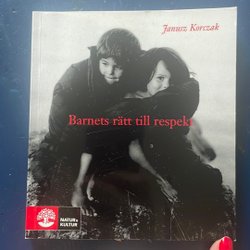 Janusz Korczak
Barnets rätt till respekt
NATUR &
KULTUR